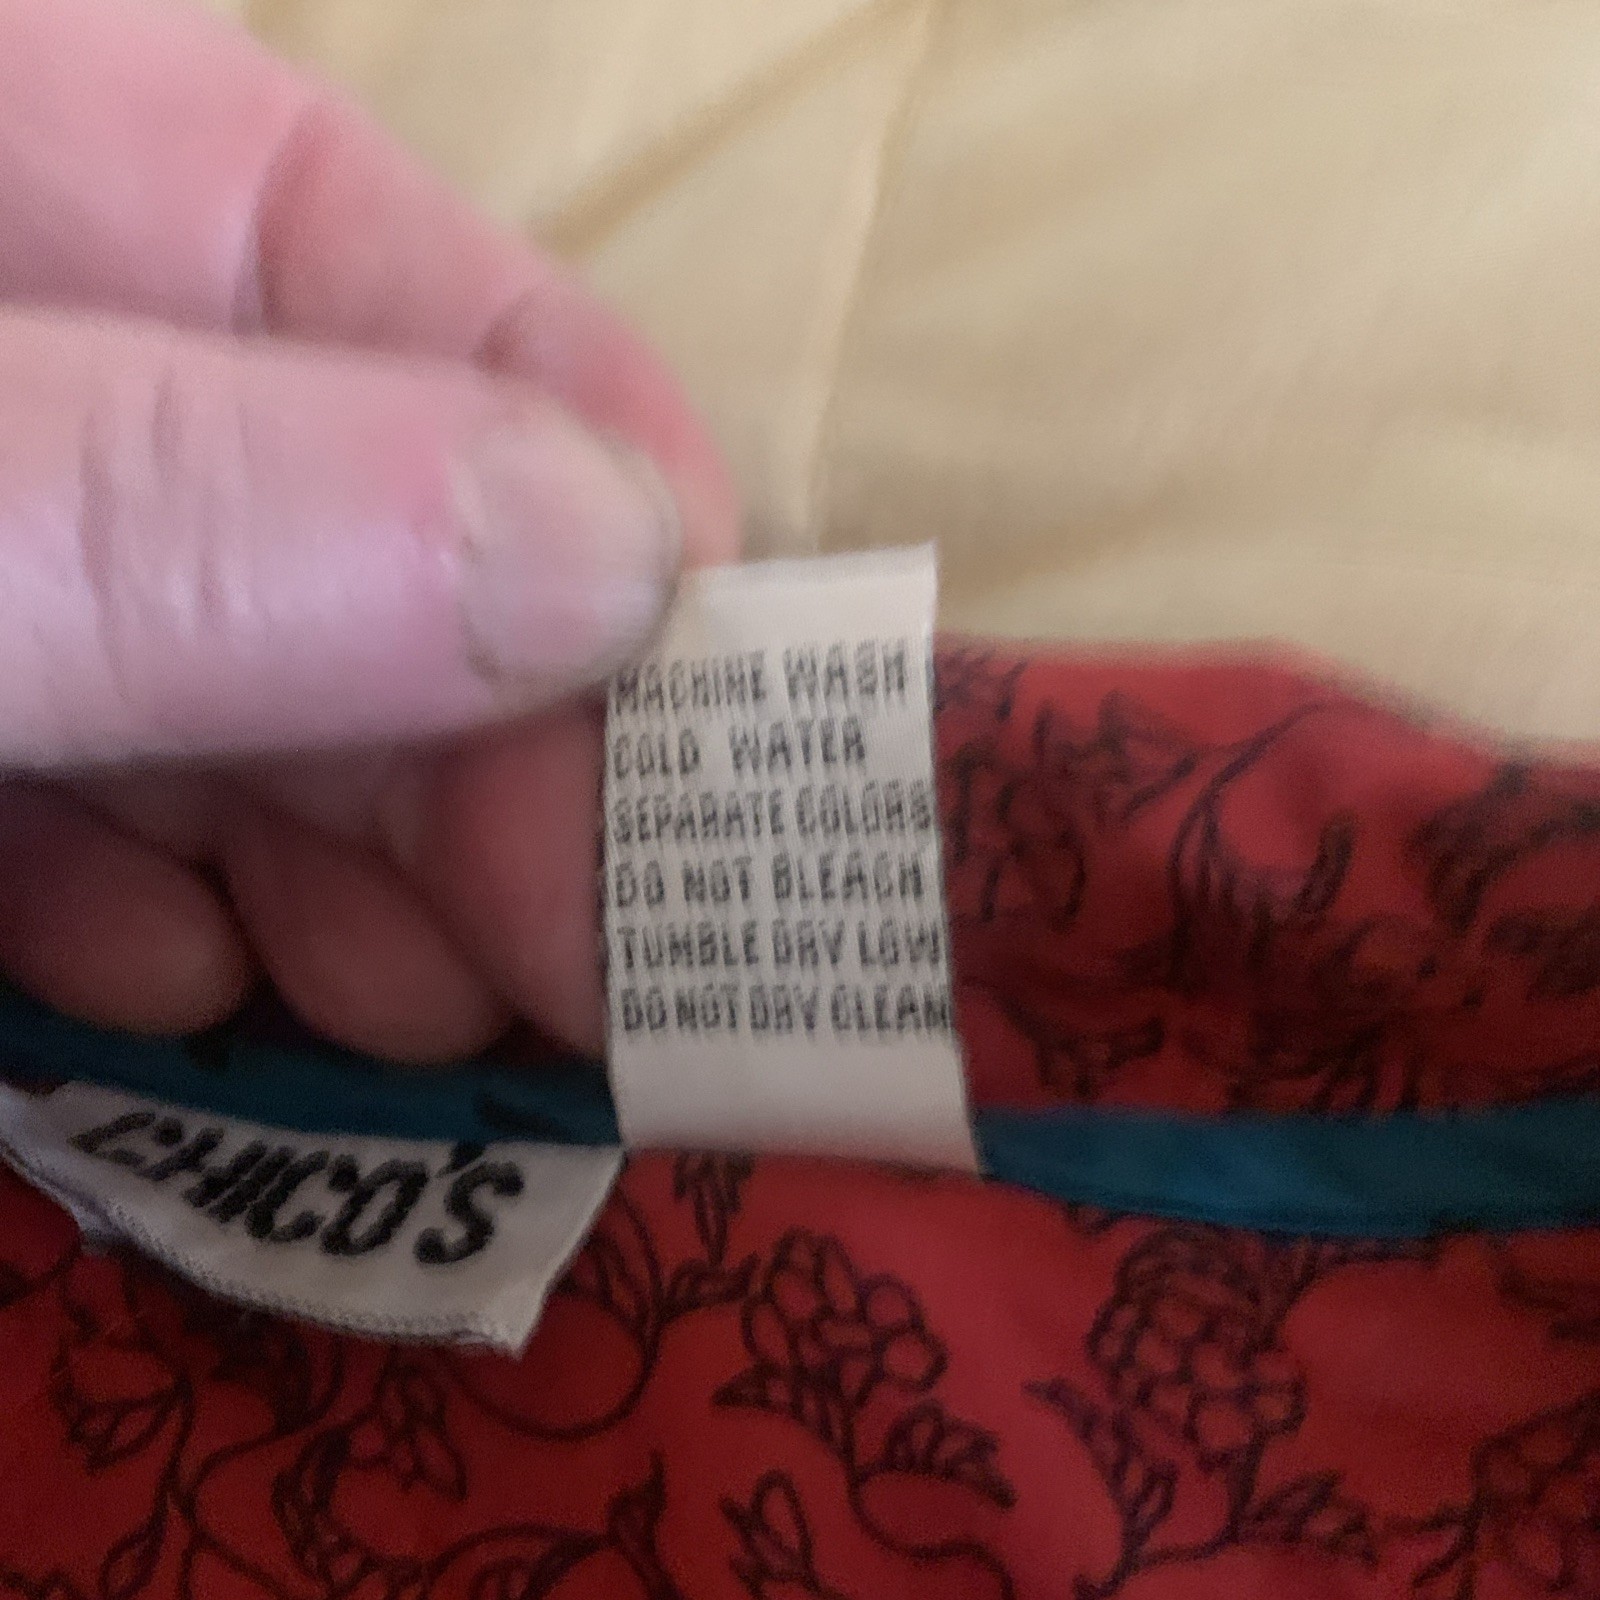 MACHINE WASH
COLD WATER
SEPARATE COLORS
DO NOT BLEACH
TUMBLE DRY LOW
DO NOT DRY CLEAN
CHICO'S